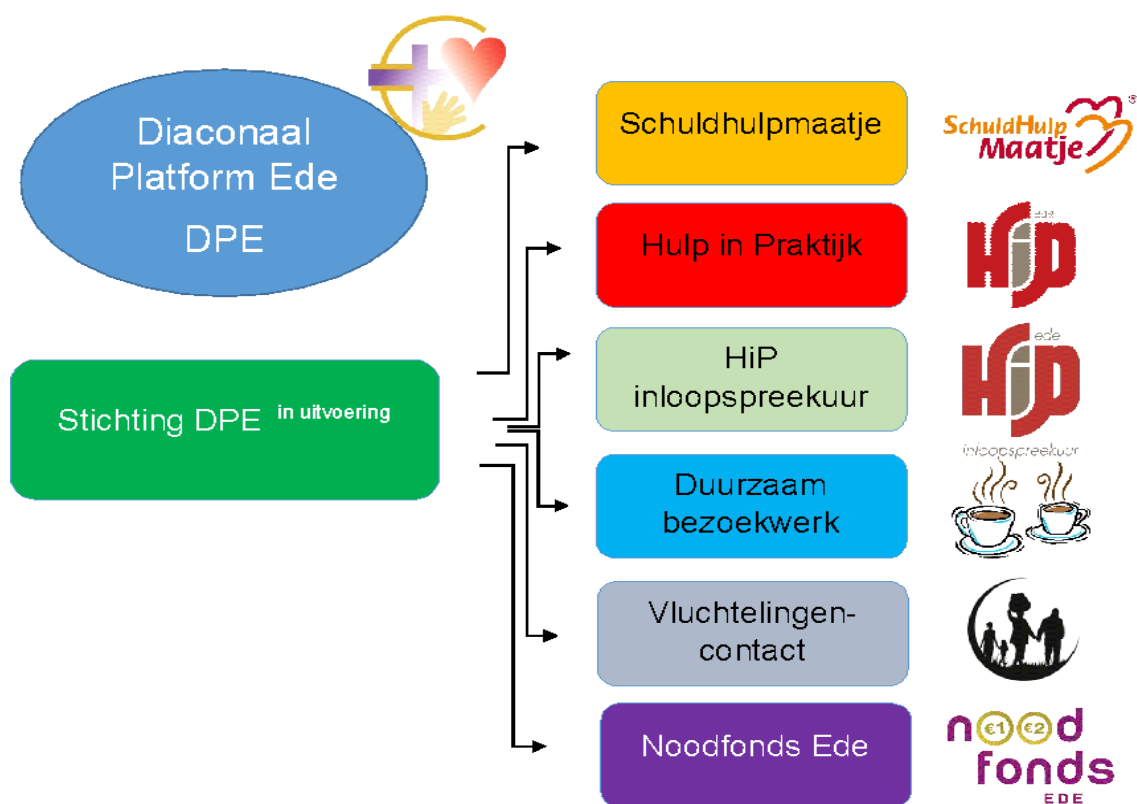 Diaconaal
Platform Ede
DPE
Stichting DPE in uitvoering
Schuldhulpmaatje
SchuldHulp
Maatje®
Hulp in Praktijk
ede
HiP
HiP
inloopspreekuur
ede
HiP
inloopspreekuur
Duurzaam
bezoekwerk
Vluchtelingen-
contact
Noodfonds Ede
n€1€2d
fonds
EDE